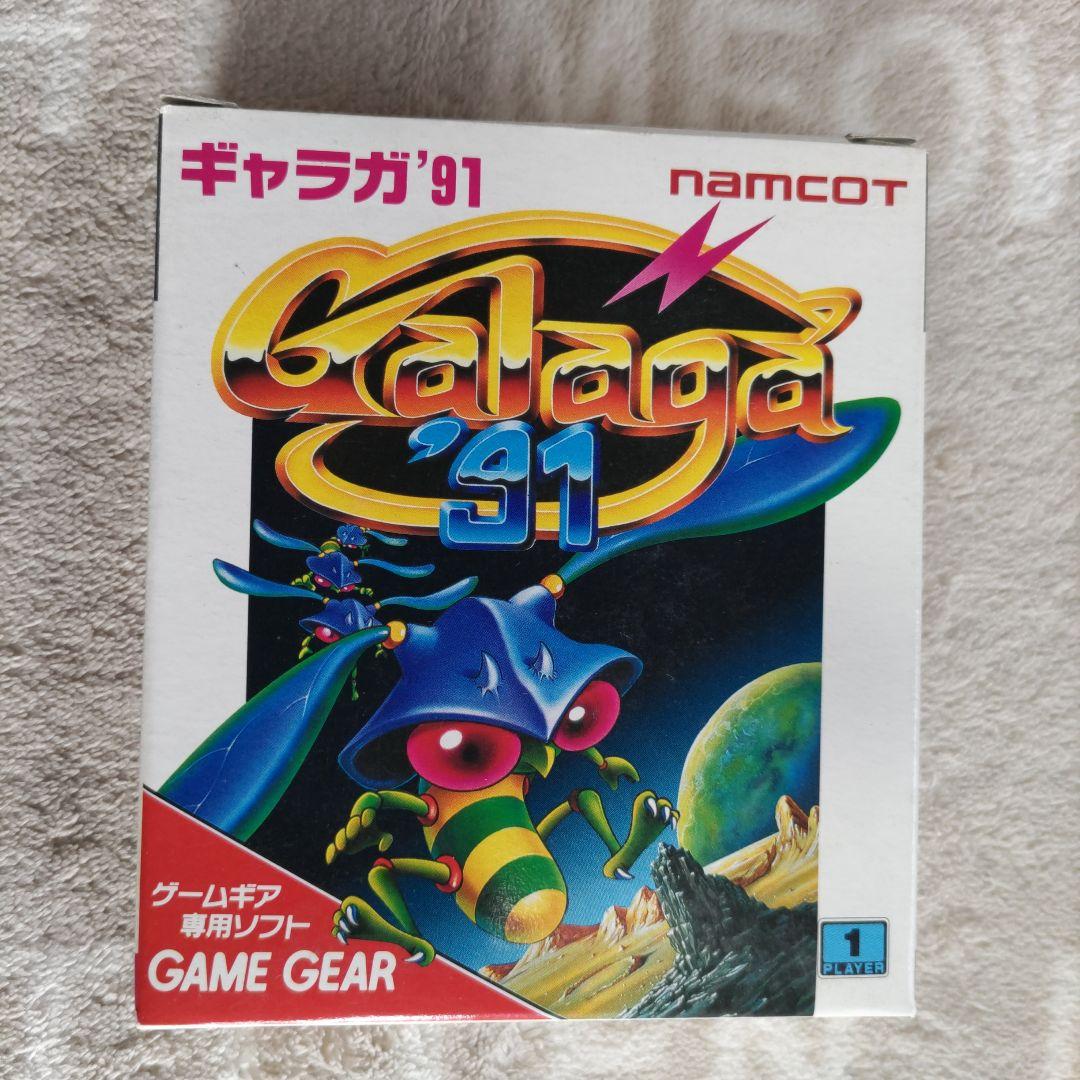 ギャラガ'91
namcoT
Galaga
'91
ゲームギア
専用ソフト
GAME GEAR
1
PLAYER